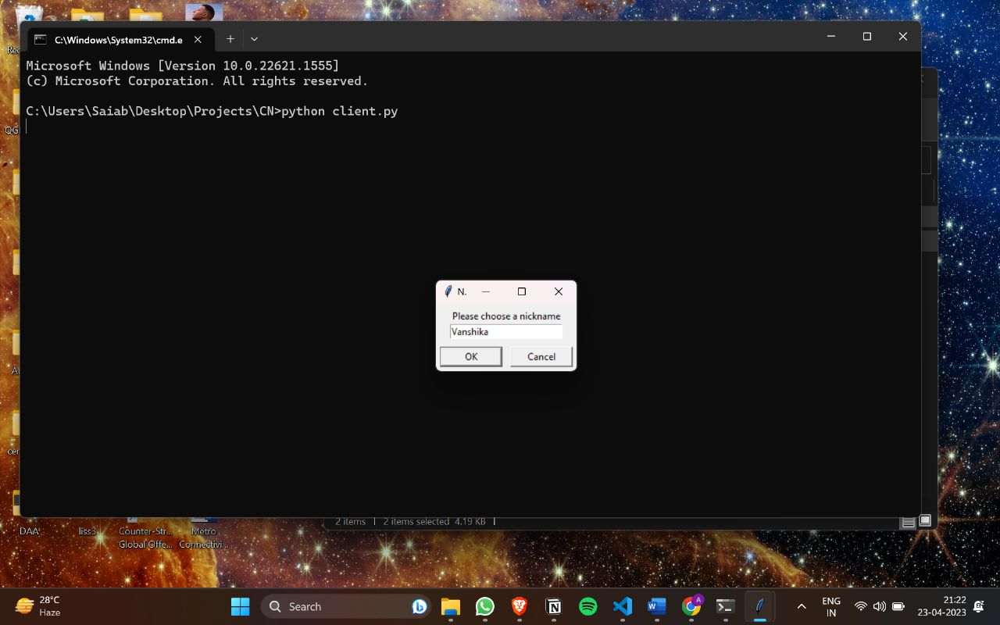 C:\Windows\System32\cmd.e
Microsoft Windows [Version 10.0.22621.1555]
(c) Microsoft Corporation. All rights reserved.
C:\Users\Saiab\Desktop\Projects\CN>python client.py
N.
Please choose a nickname
Vanshika
OK Cancel
2 items 2 items selected 4.19 KB
DAA
liss3
Counter-Str...
Global Offe...
Metro
Connectivi...
28°C
Haze
Search
ENG
IN
21:22
23-04-2023